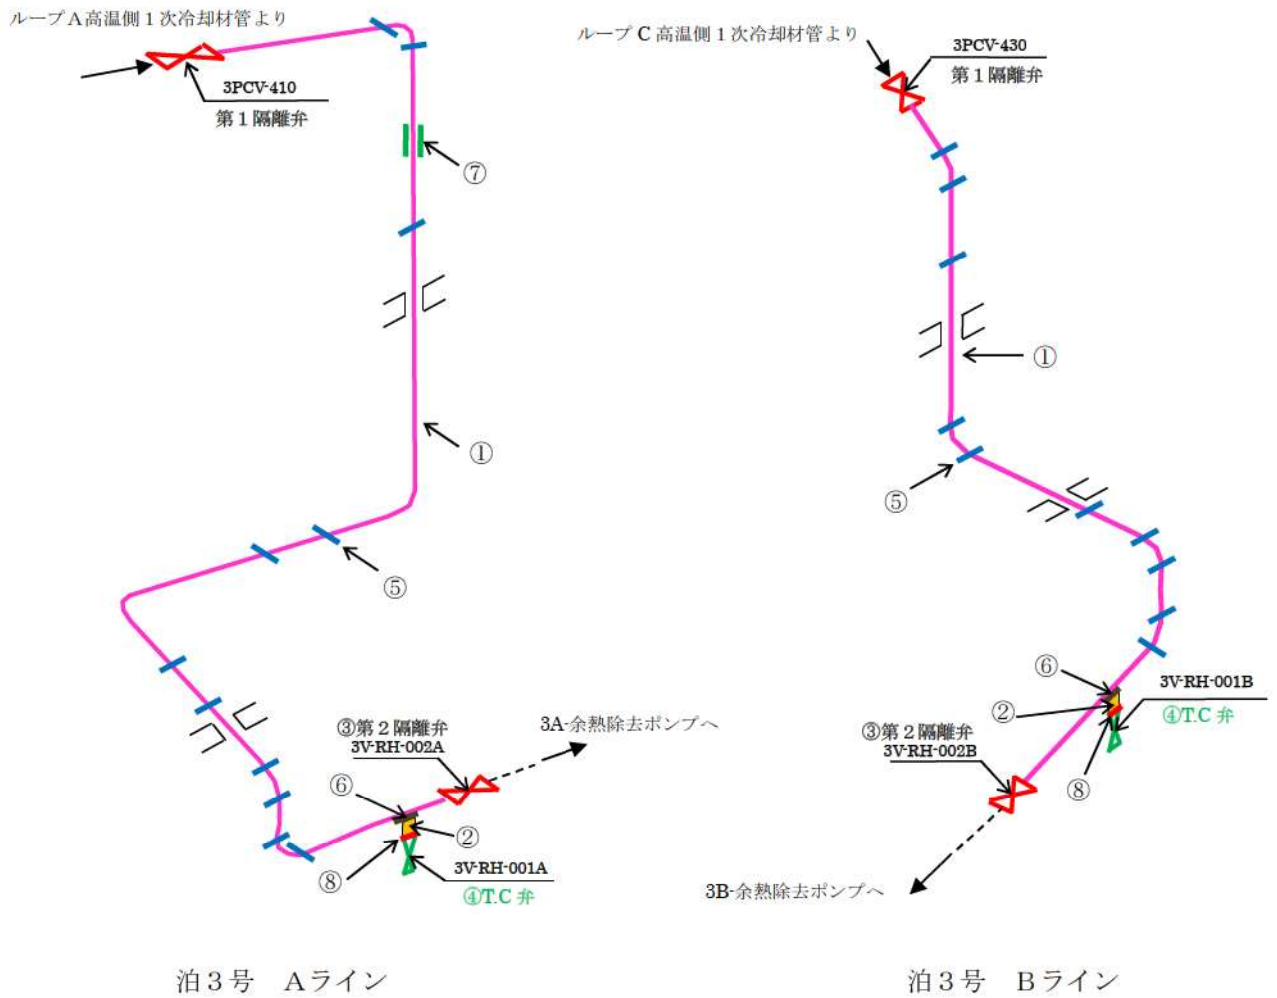 ループA高温側1次冷却材管より
3PCV-410
第1隔離弁
⑦
①
⑤
③第2隔離弁
3V-RH-002A
3A-余熱除去ポンプへ
⑥
②
⑧
3V-RH-001A
④T.C 弁
泊3号 Aライン
ループ C 高温側1次冷却材管より
3PCV-430
第1隔離弁
①
⑤
⑥
②
3V-RH-001B
④T.C 弁
③第2隔離弁
3V-RH-002B
⑧
3B-余熱除去ポンプへ
泊3号 Bライン